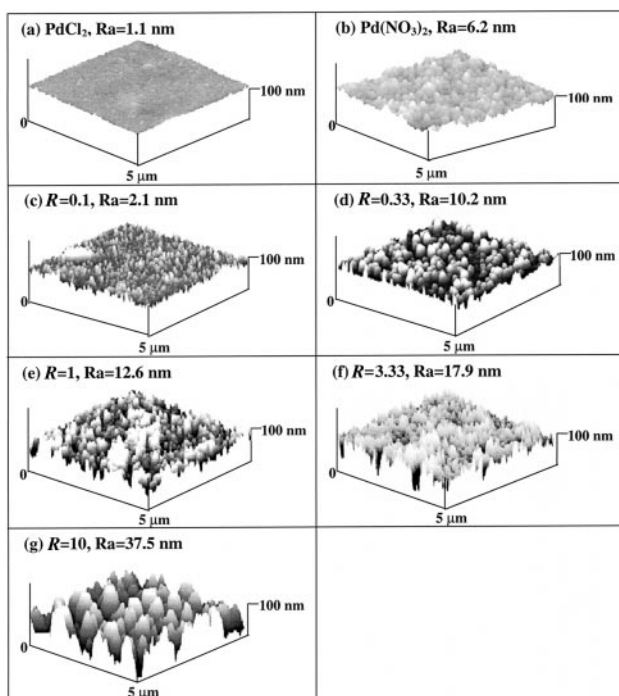 (a) PdCl₂, Ra=1.1 nm
100 nm
0
5 μm
(b) Pd(NO₃)₂, Ra=6.2 nm
100 nm
0
5 μm
(c) R=0.1, Ra=2.1 nm
100 nm
0
5 μm
(d) R=0.33, Ra=10.2 nm
100 nm
0
5 μm
(e) R=1, Ra=12.6 nm
100 nm
0
5 μm
(f) R=3.33, Ra=17.9 nm
100 nm
0
5 μm
(g) R=10, Ra=37.5 nm
100 nm
0
5 μm